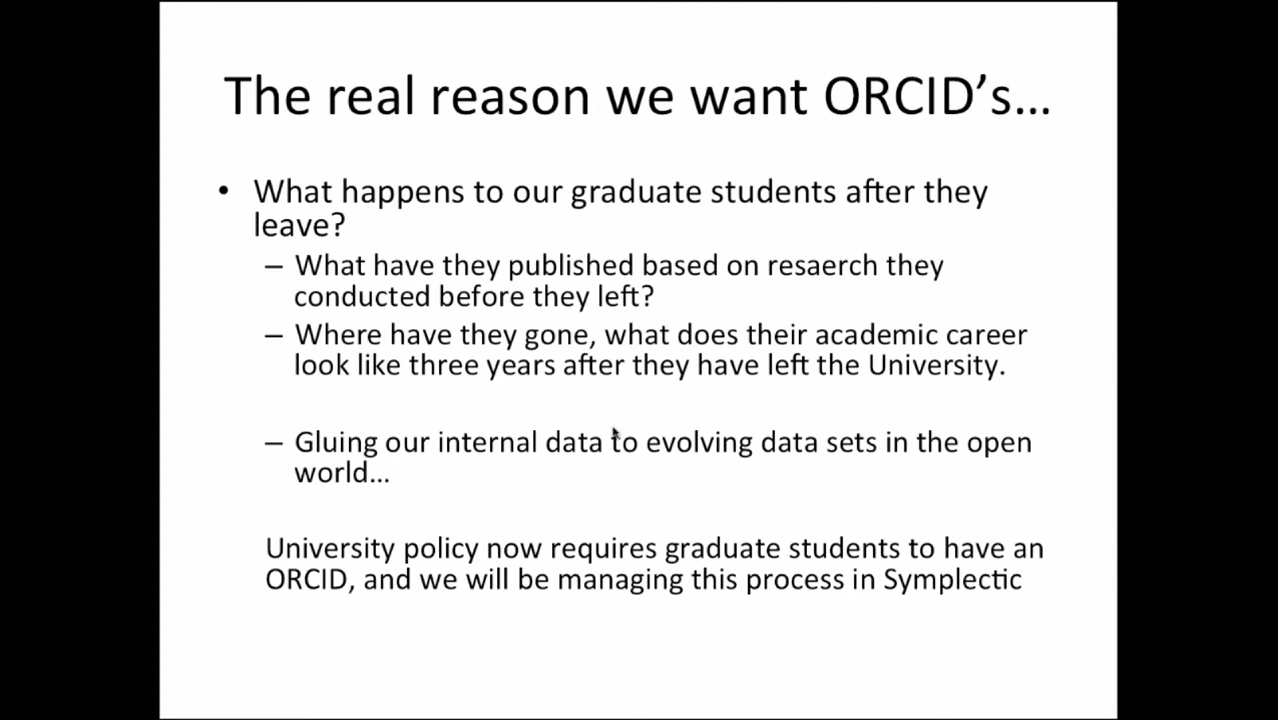 The real reason we want ORCID’s…
• What happens to our graduate students after they
leave?
– What have they published based on resaerch they
conducted before they left?
– Where have they gone, what does their academic career
look like three years after they have left the University.
– Gluing our internal data to evolving data sets in the open
world…
University policy now requires graduate students to have an
ORCID, and we will be managing this process in Symplectic